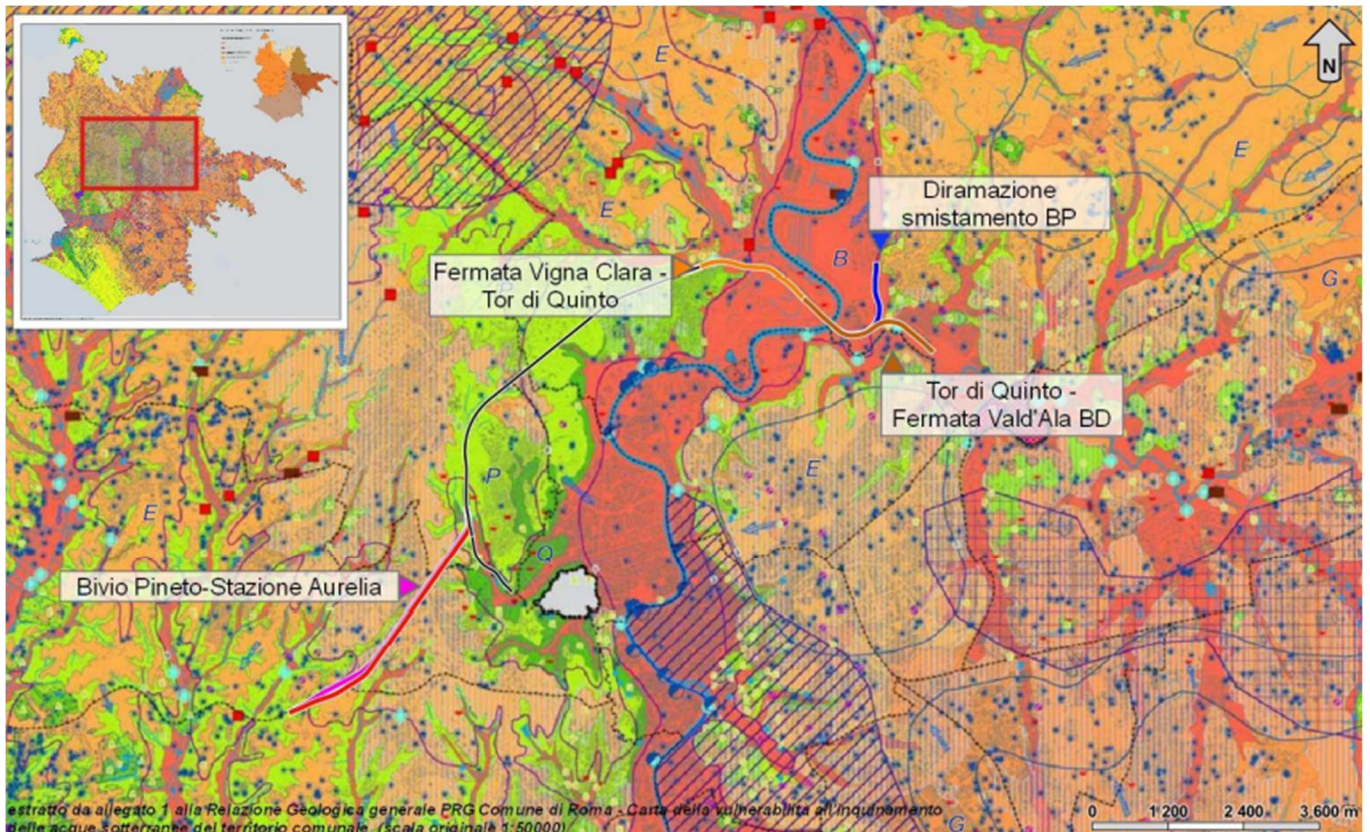 N
E
E
E
Diramazione
smistamento BP
B
G
Fermata Vigna Clara -
Tor di Quinto
Tor di Quinto -
Fermata Vald'Ala BD
E
P
E
Q
Bivio Pineto-Stazione Aurelia
estratto da allegato 1 alla Relazione Geologica generale PRG Comune di Roma - Carta della vulnerabilità all'inquinamento
delle acque sotterranee del territorio comunale (scala originale 1:50000)
0 1 200 2 400 3 600 m
G